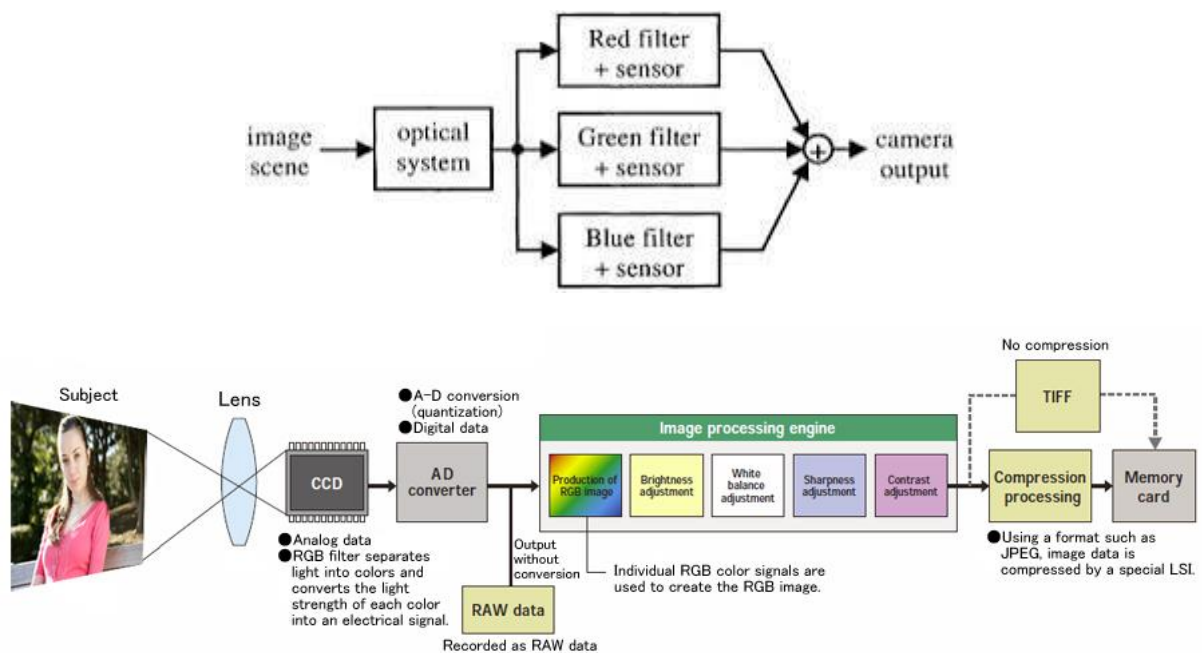 Red filter
+ sensor
image
scene
optical
system
Green filter
+ sensor
camera
output
Blue filter
+ sensor
No compression
Subject
Lens
●A-D conversion
(quantization)
●Digital data
TIFF
Image processing engine
CCD
AD
converter
Production of
RGB image
Brightness
adjustment
White
balance
adjustment
Sharpness
adjustment
Contrast
adjustment
Compression
processing
Memory
card
●Analog data
●RGB filter separates
light into colors and
converts the light
strength of each color
into an electrical signal.
Output
without
conversion
Individual RGB color signals are
used to create the RGB image.
●Using a format such as
JPEG, image data is
compressed by a special LSI.
RAW data
Recorded as RAW data